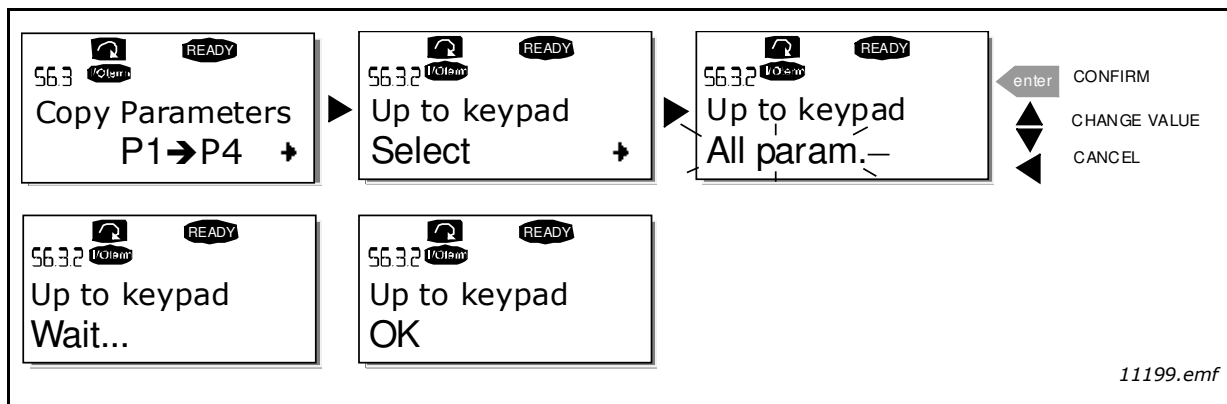 READY
S6.3 I/Oterm
Copy Parameters
P1➔P4
READY
S6.3.2 I/Oterm
Up to keypad
Select
READY
S6.3.2 I/Oterm
Up to keypad
All param.
enter CONFIRM
CHANGE VALUE
CANCEL
READY
S6.3.2 I/Oterm
Up to keypad
Wait...
READY
S6.3.2 I/Oterm
Up to keypad
OK
11199.emf